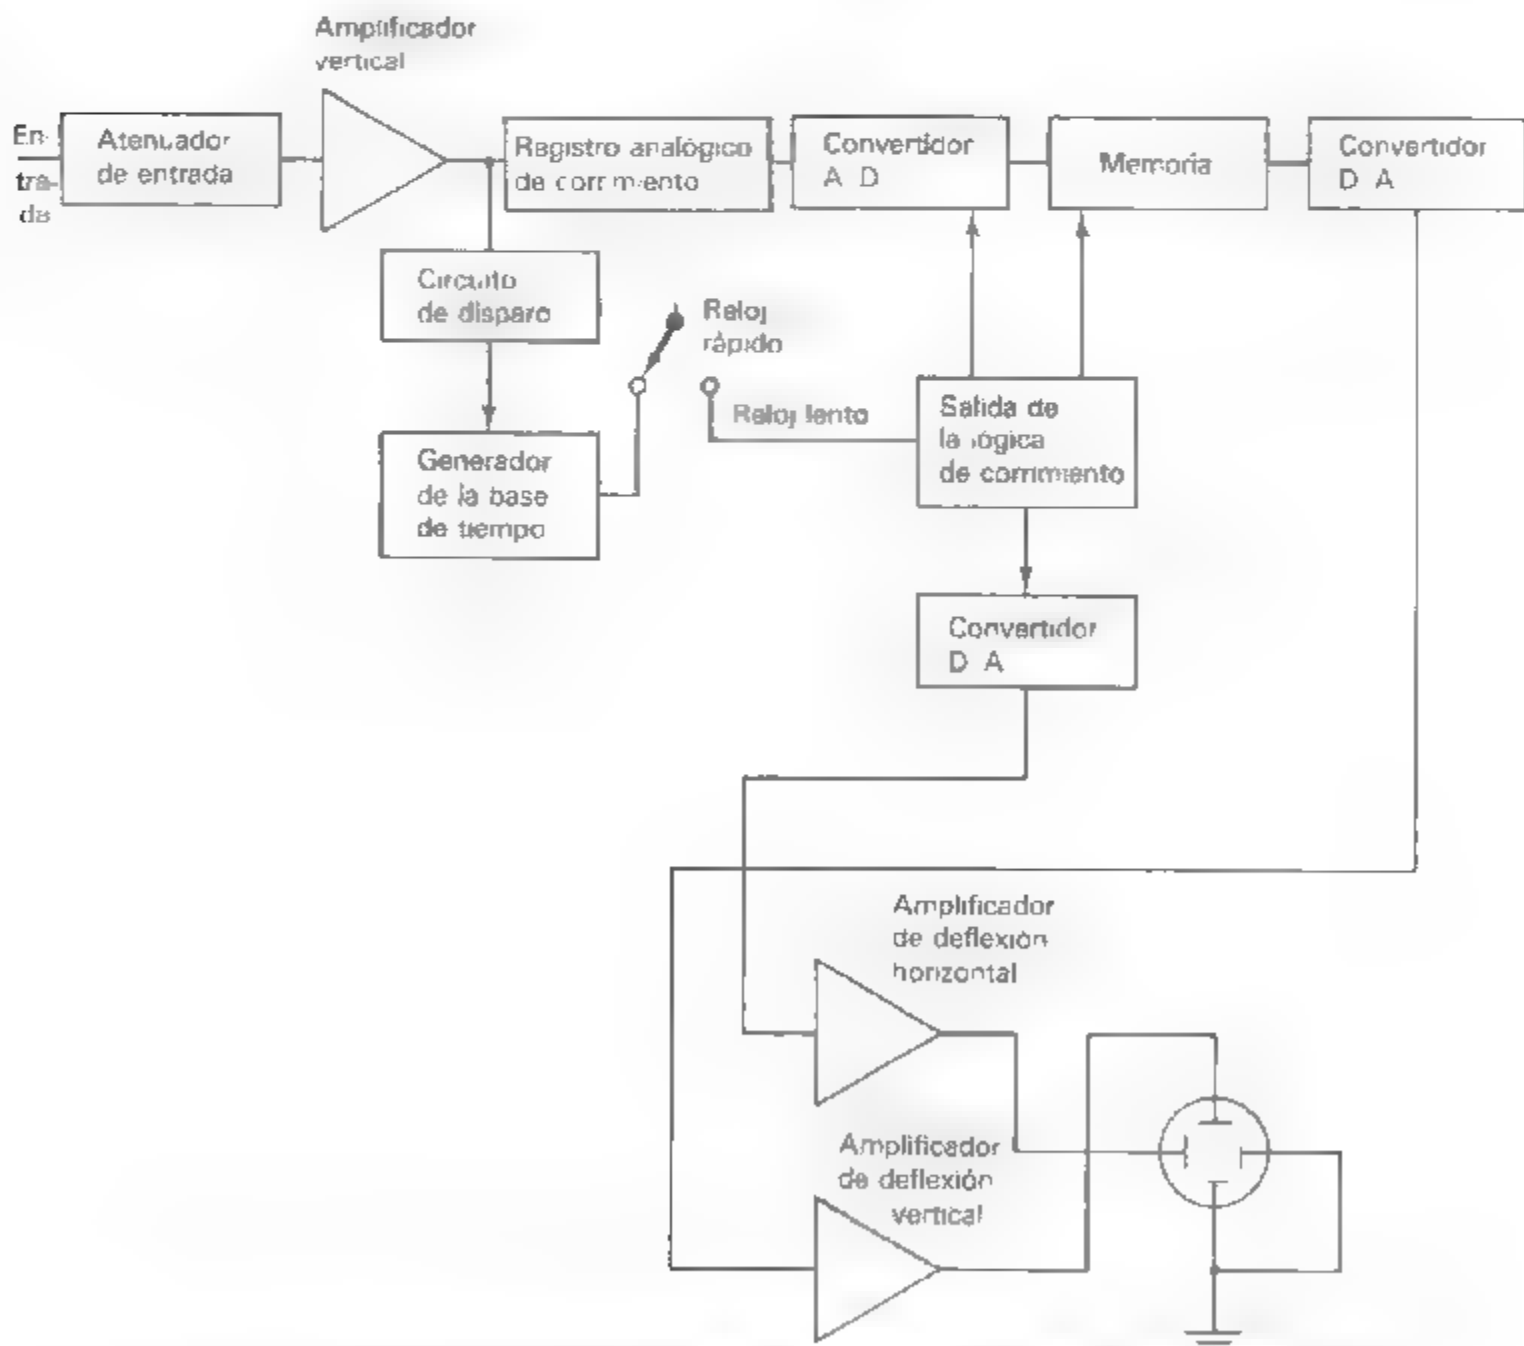 Amplificador
vertical
En-
tra-
da
Atenuador
de entrada
Registro analógico
de corrimiento
Convertidor
A D
Memoria
Convertidor
D A
Circuito
de disparo
Reloj
rápido
Reloj lento
Generador
de la base
de tiempo
Salida de
la lógica
de corrimiento
Convertidor
D A
Amplificador
de deflexión
horizontal
Amplificador
de deflexión
vertical